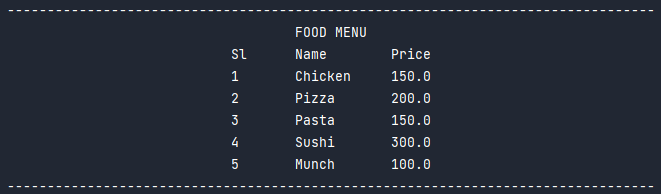 ---------------------------------------------------------------------------------
FOOD MENU
Sl Name Price
1 Chicken 150.0
2 Pizza 200.0
3 Pasta 150.0
4 Sushi 300.0
5 Munch 100.0
---------------------------------------------------------------------------------